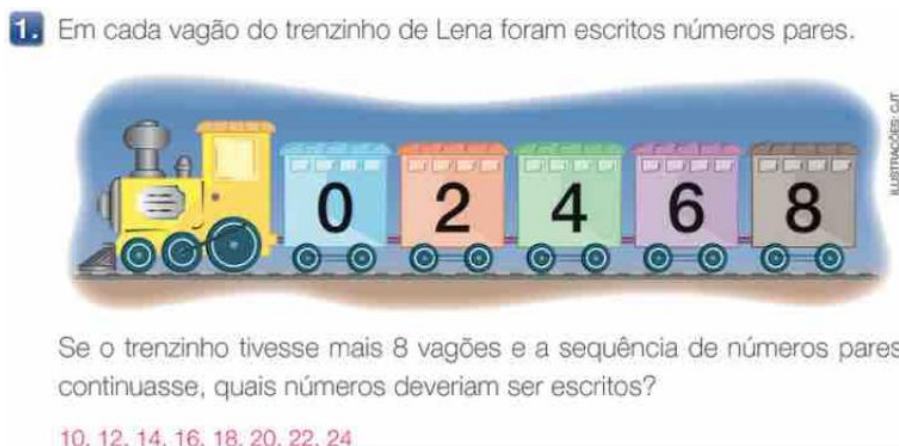 1. Em cada vagão do trenzinho de Lena foram escritos números pares.
ILUSTRAÇÕES: CJT
0 2 4 6 8
Se o trenzinho tivesse mais 8 vagões e a sequência de números pares
continuasse, quais números deveriam ser escritos?
10, 12, 14, 16, 18, 20, 22, 24